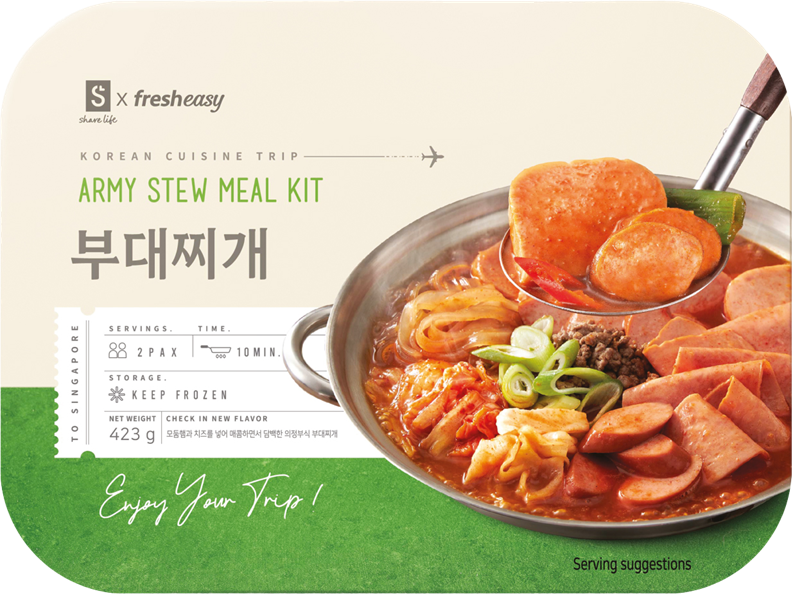 S X fresheasy
share life
KOREAN CUISINE TRIP
ARMY STEW MEAL KIT
부대찌개
TO SINGAPORE
SERVINGS. TIME.
2 PAX 10MIN.
STORAGE.
KEEP FROZEN
NET WEIGHT CHECK IN NEW FLAVOR
423 g 모둠햄과 치즈를 넣어 매콤하면서 담백한 의정부식 부대찌개
Enjoy Your Trip !
Serving suggestions